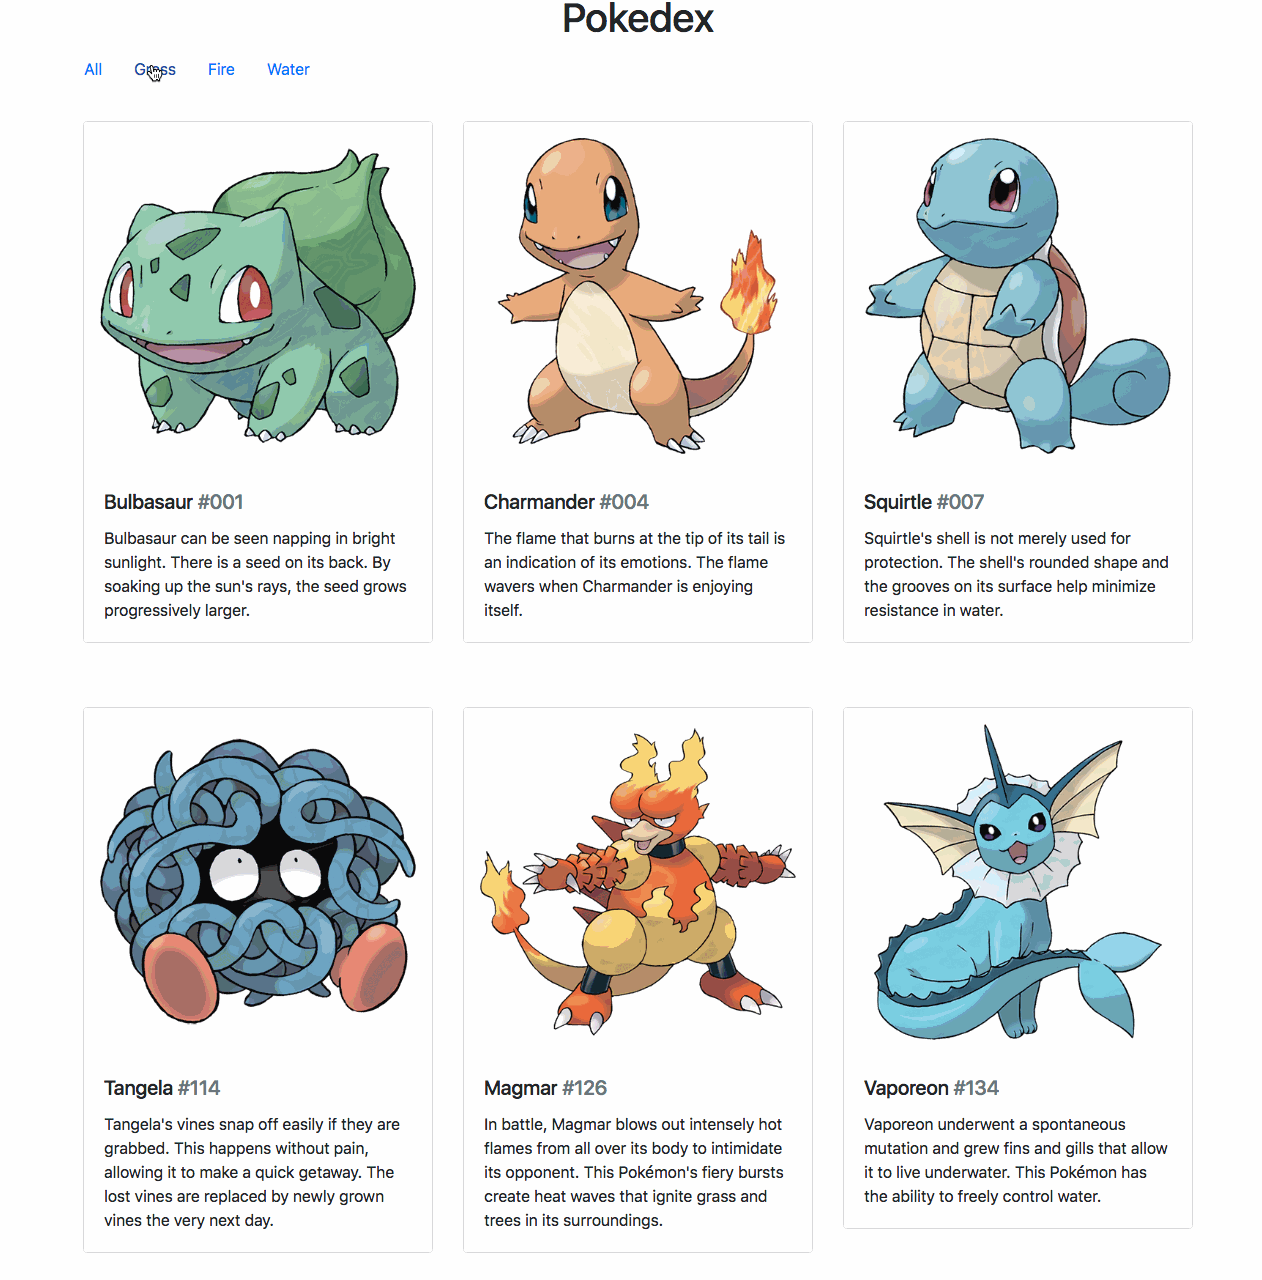 Pokedex
All Fire Water
Bulbasaur #001
Bulbasaur can be seen napping in bright
sunlight. There is a seed on its back. By
soaking up the sun's rays, the seed grows
progressively larger.
Charmander #004
The flame that burns at the tip of its tail is
an indication of its emotions. The flame
wavers when Charmander is enjoying
itself.
Squirtle #007
Squirtle's shell is not merely used for
protection. The shell's rounded shape and
the grooves on its surface help minimize
resistance in water.
Tangela #114
Tangela's vines snap off easily if they are
grabbed. This happens without pain,
allowing it to make a quick getaway. The
lost vines are replaced by newly grown
vines the very next day.
Magmar #126
In battle, Magmar blows out intensely hot
flames from all over its body to intimidate
its opponent. This Pokémon's fiery bursts
create heat waves that ignite grass and
trees in its surroundings.
Vaporeon #134
Vaporeon underwent a spontaneous
mutation and grew fins and gills that allow
it to live underwater. This Pokémon has
the ability to freely control water.